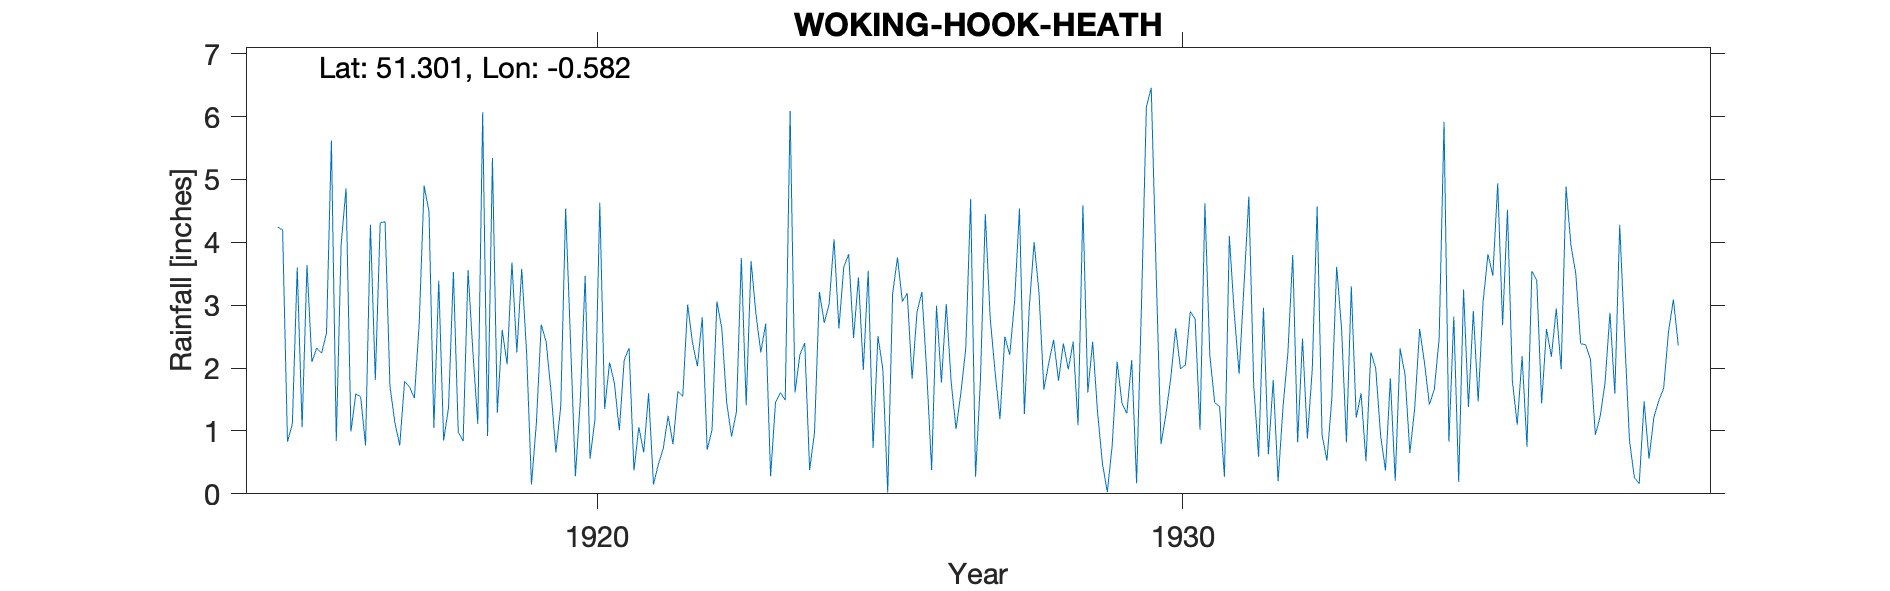 WOKING-HOOK-HEATH
Lat: 51.301, Lon: -0.582
Rainfall [inches]
7
6
5
4
3
2
1
0
1920 1930
Year